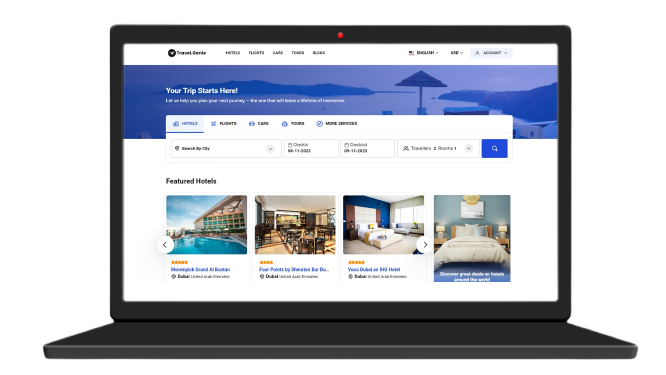 Travel.Genie
HOTELS FLIGHTS CARS TOURS BLOGS
ENGLISH USD ACCOUNT
Your Trip Starts Here!
Let us help you plan your next journey – the one that will leave a lifetime of memories.
HOTELS FLIGHTS CARS TOURS MORE SERVICES
Search By City
Checkin
08-11-2023
Checkout
09-11-2023
Travellers 2 Rooms 1
Featured Hotels
Movenpick Grand Al Bustan
Dubai United Arab Emirates
Four Points by Sheraton Bur Du...
Dubai United Arab Emirates
Voco Dubai an IHG Hotel
Dubai United Arab Emirates
Discover great deals on hotels
around the world